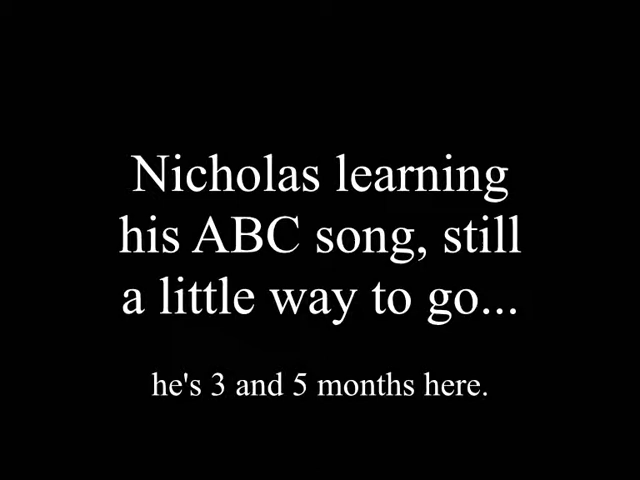 Nicholas learning
his ABC song, still
a little way to go...
he's 3 and 5 months here.